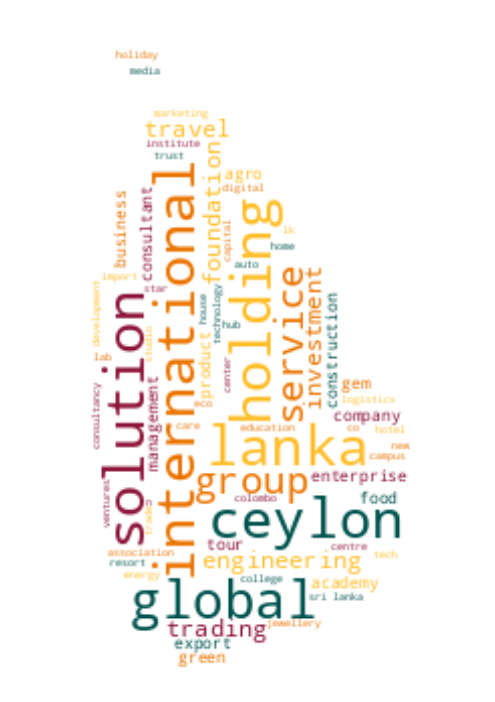 holiday
media
marketing
travel
institute
trust
foundation
agro
digital
international
business
consultant
holding
capital
lk
home
auto
import
star
development
solution
house
technology
hub
service
investment
construction
studio
product
lab
center
management
consultancy
eco
gem
logistics
company
care
education
co
hotel
lanka
new
campus
group
enterprise
ventures
colombo
food
trade
ceylon
tour
centre
association
engineering
tech
resort
energy
college
academy
global
sri lanka
trading
jewellery
export
green